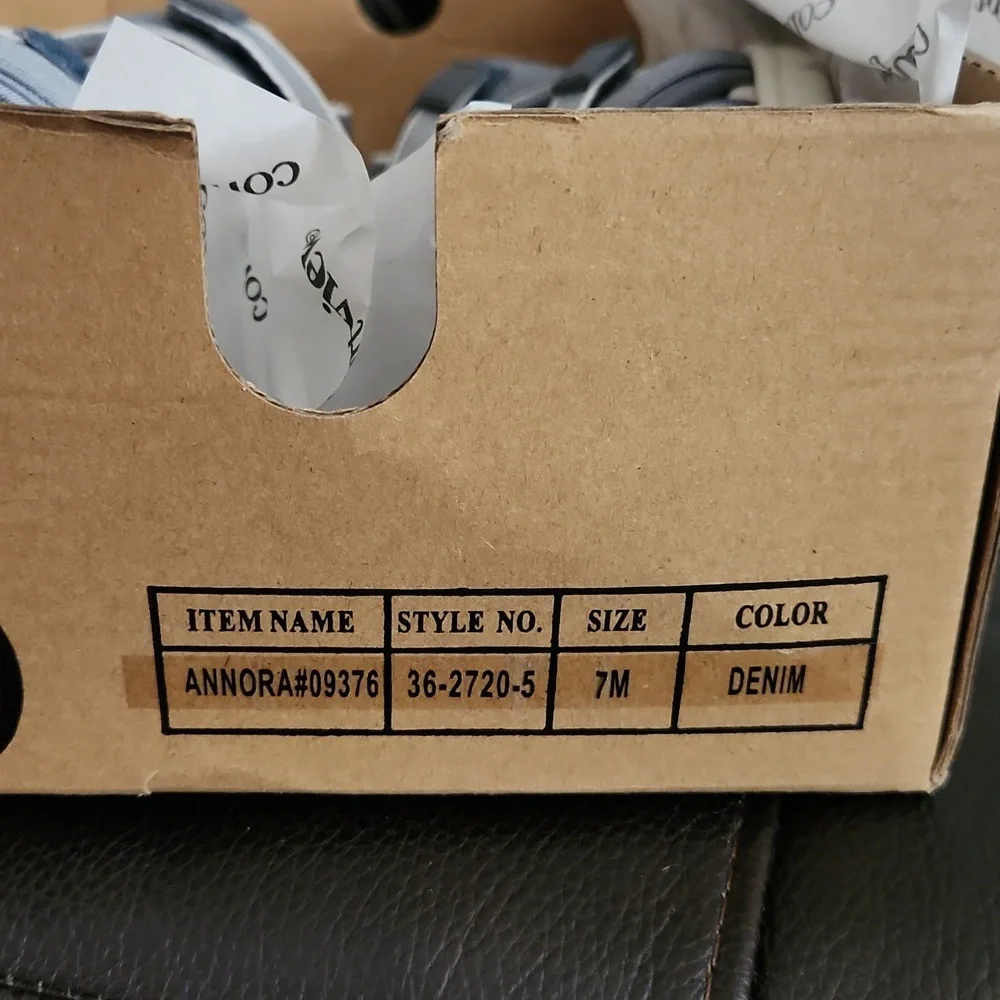 ITEM NAME STYLE NO. SIZE COLOR
ANNORA#09376 36-2720-5 7M DENIM